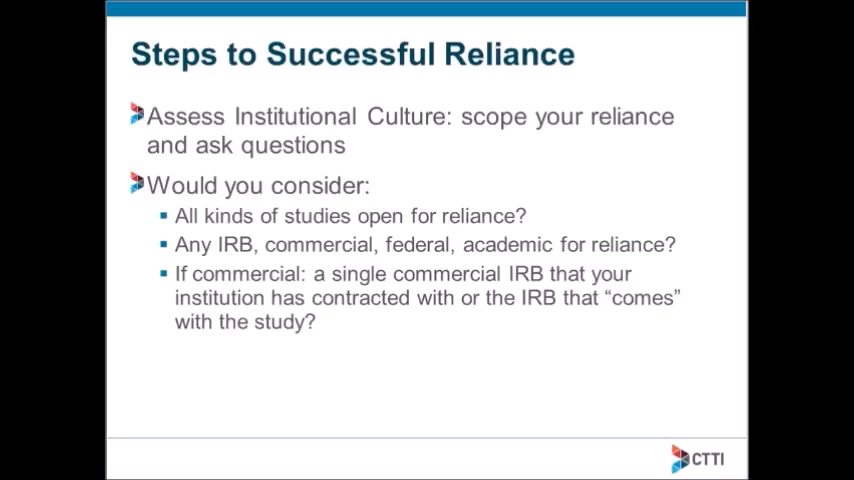 Steps to Successful Reliance
Assess Institutional Culture: scope your reliance
and ask questions
Would you consider:
All kinds of studies open for reliance?
Any IRB, commercial, federal, academic for reliance?
If commercial: a single commercial IRB that your
institution has contracted with or the IRB that “comes”
with the study?
CTTI